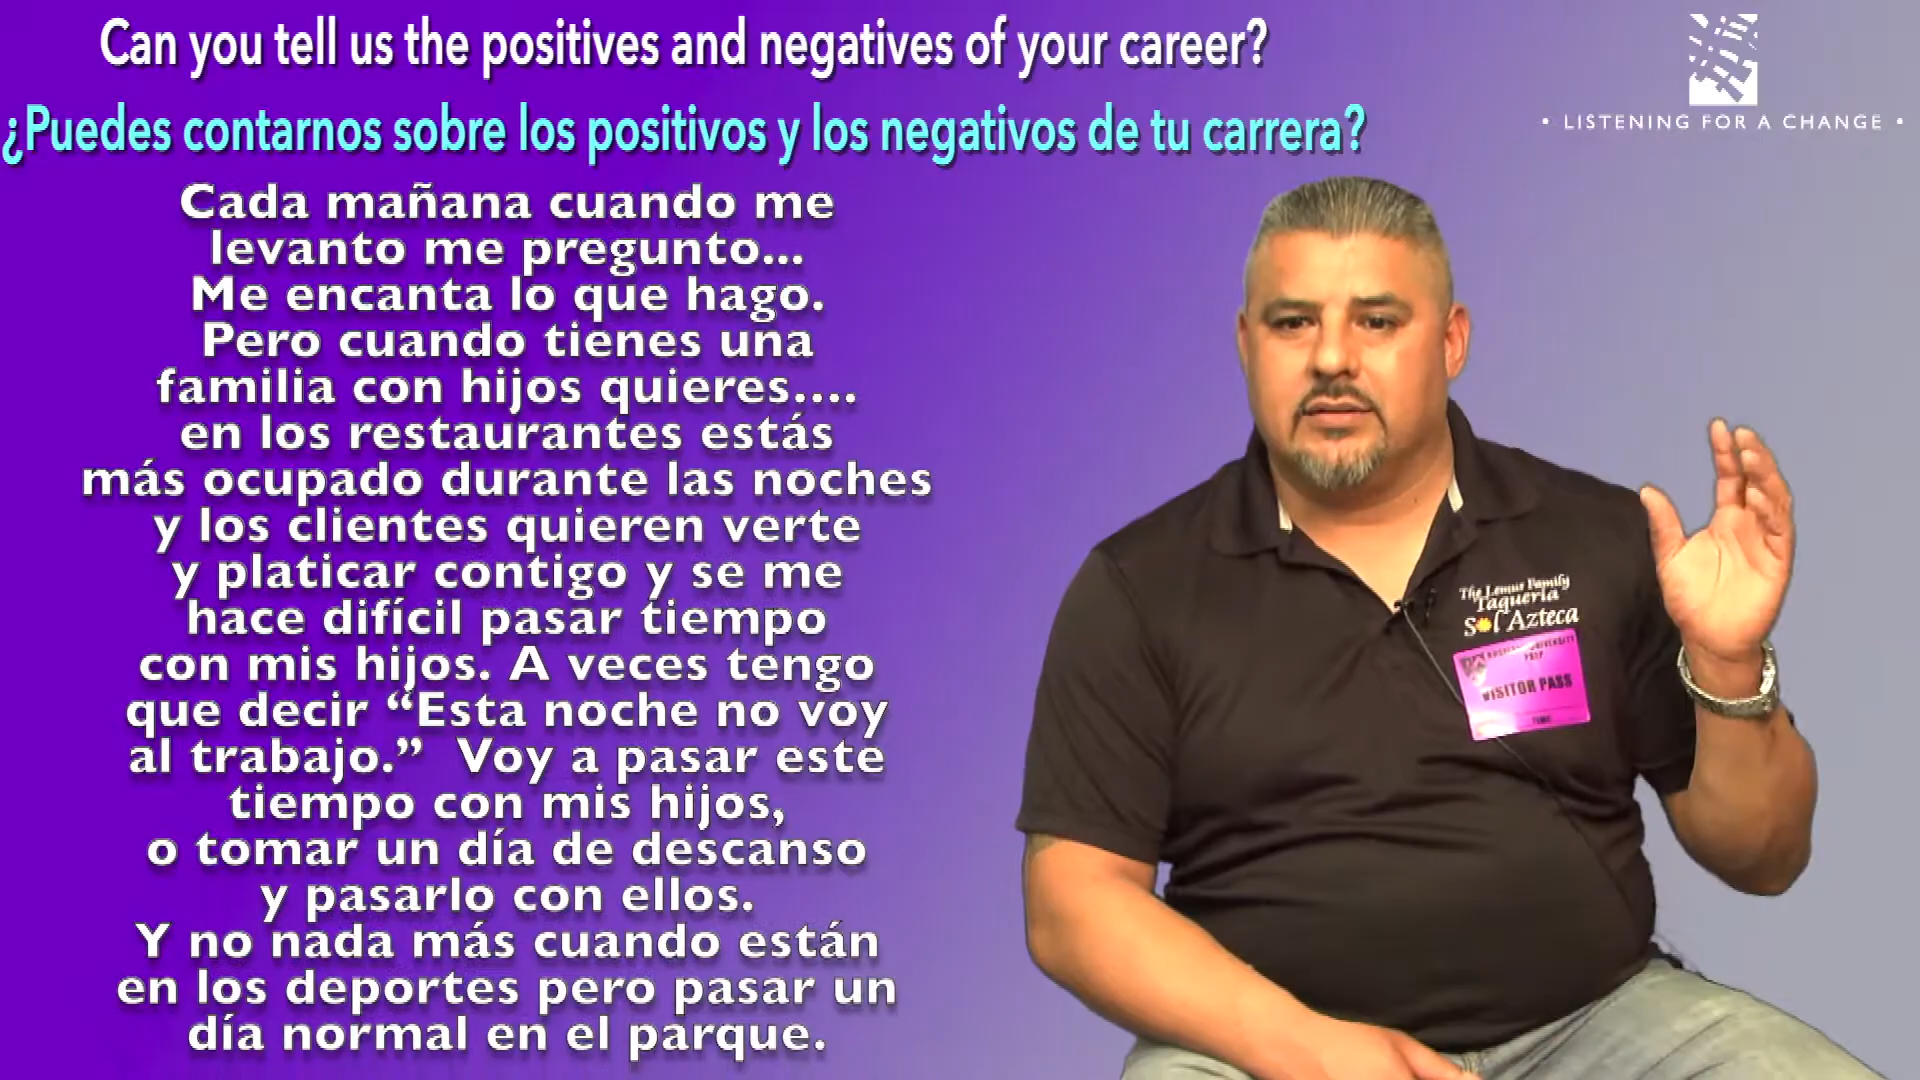 Can you tell us the positives and negatives of your career?
¿Puedes contarnos sobre los positivos y los negativos de tu carrera?
• LISTENING FOR A CHANGE •
Cada mañana cuando me
levanto me pregunto...
Me encanta lo que hago.
Pero cuando tienes una
familia con hijos quieres....
en los restaurantes estás
más ocupado durante las noches
y los clientes quieren verte
y platicar contigo y se me
hace difícil pasar tiempo
con mis hijos. A veces tengo
que decir “Esta noche no voy
al trabajo.” Voy a pasar este
tiempo con mis hijos,
o tomar un día de descanso
y pasarlo con ellos.
Y no nada más cuando están
en los deportes pero pasar un
día normal en el parque.
The Lemus Family
Taqueria
Sol Azteca
UNIVERSITY
PREP
VISITOR PASS